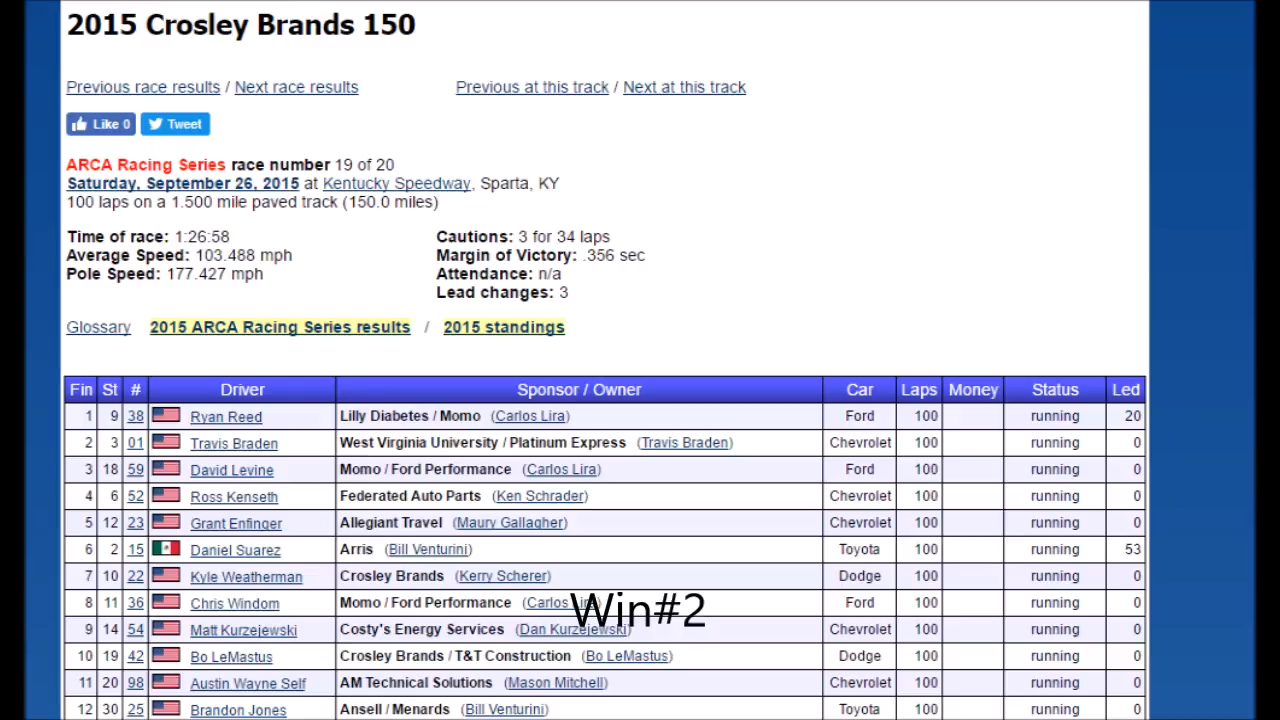 2015 Crosley Brands 150
Previous race results / Next race results Previous at this track / Next at this track
Like 0 Tweet
ARCA Racing Series race number 19 of 20
Saturday, September 26, 2015 at Kentucky Speedway, Sparta, KY
100 laps on a 1.500 mile paved track (150.0 miles)
Time of race: 1:26:58 Cautions: 3 for 34 laps
Average Speed: 103.488 mph Margin of Victory: .356 sec
Pole Speed: 177.427 mph Attendance: n/a
Lead changes: 3
Glossary 2015 ARCA Racing Series results / 2015 standings
Fin St # Driver Sponsor / Owner Car Laps Money Status Led
1 9 38 Ryan Reed Lilly Diabetes / Momo (Carlos Lira) Ford 100 running 20
2 3 01 Travis Braden West Virginia University / Platinum Express (Travis Braden) Chevrolet 100 running 0
3 18 59 David Levine Momo / Ford Performance (Carlos Lira) Ford 100 running 0
4 6 52 Ross Kenseth Federated Auto Parts (Ken Schrader) Chevrolet 100 running 0
5 12 23 Grant Enfinger Allegiant Travel (Maury Gallagher) Chevrolet 100 running 0
6 2 15 Daniel Suarez Arris (Bill Venturini) Toyota 100 running 53
7 10 22 Kyle Weatherman Crosley Brands (Kerry Scherer) Dodge 100 running 0
8 11 36 Chris Windom Momo / Ford Performance (Carlos Lira) Ford 100 running 0
Win#2
9 14 54 Matt Kurzejewski Costy's Energy Services (Dan Kurzejewski) Chevrolet 100 running 0
10 19 42 Bo LeMastus Crosley Brands / T&T Construction (Bo LeMastus) Dodge 100 running 0
11 20 98 Austin Wayne Self AM Technical Solutions (Mason Mitchell) Chevrolet 100 running 0
12 30 25 Brandon Jones Ansell / Menards (Bill Venturini) Toyota 100 running 0